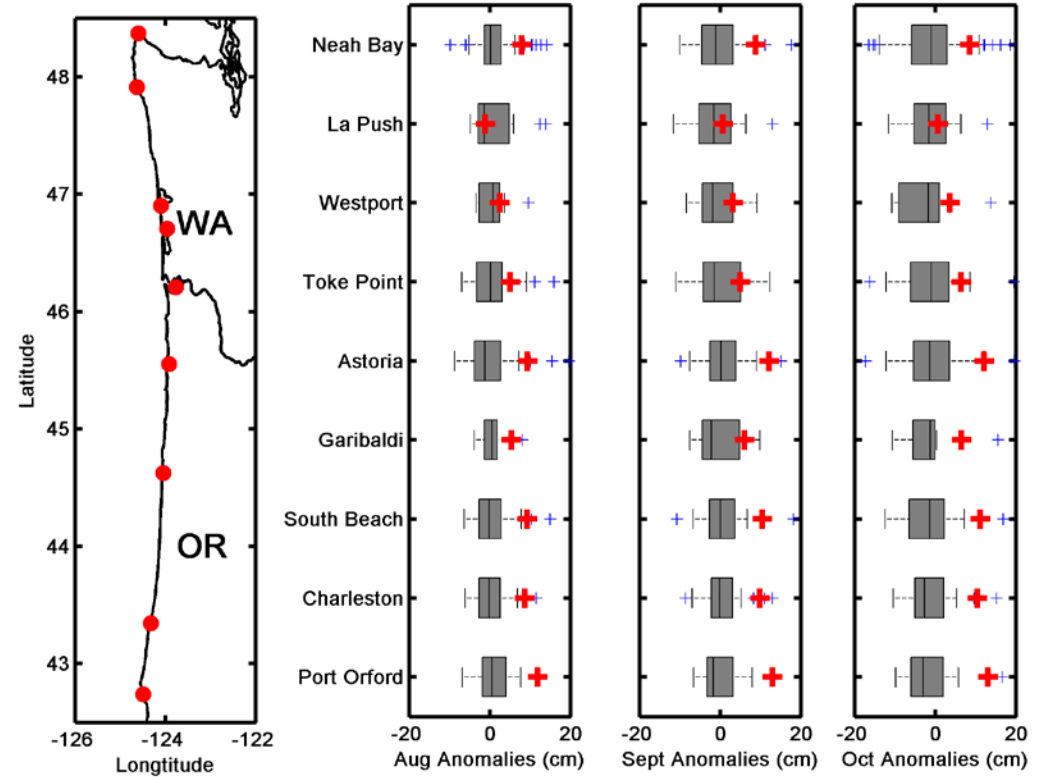 Neah Bay
La Push
Westport
Toke Point
Astoria
Garibaldi
South Beach
Charleston
Port Orford
WA
OR
48
47
46
45
44
43
Latitude
-126 -124 -122
Longtitude
-20 0 20
Aug Anomalies (cm)
-20 0 20
Sept Anomalies (cm)
-20 0 20
Oct Anomalies (cm)